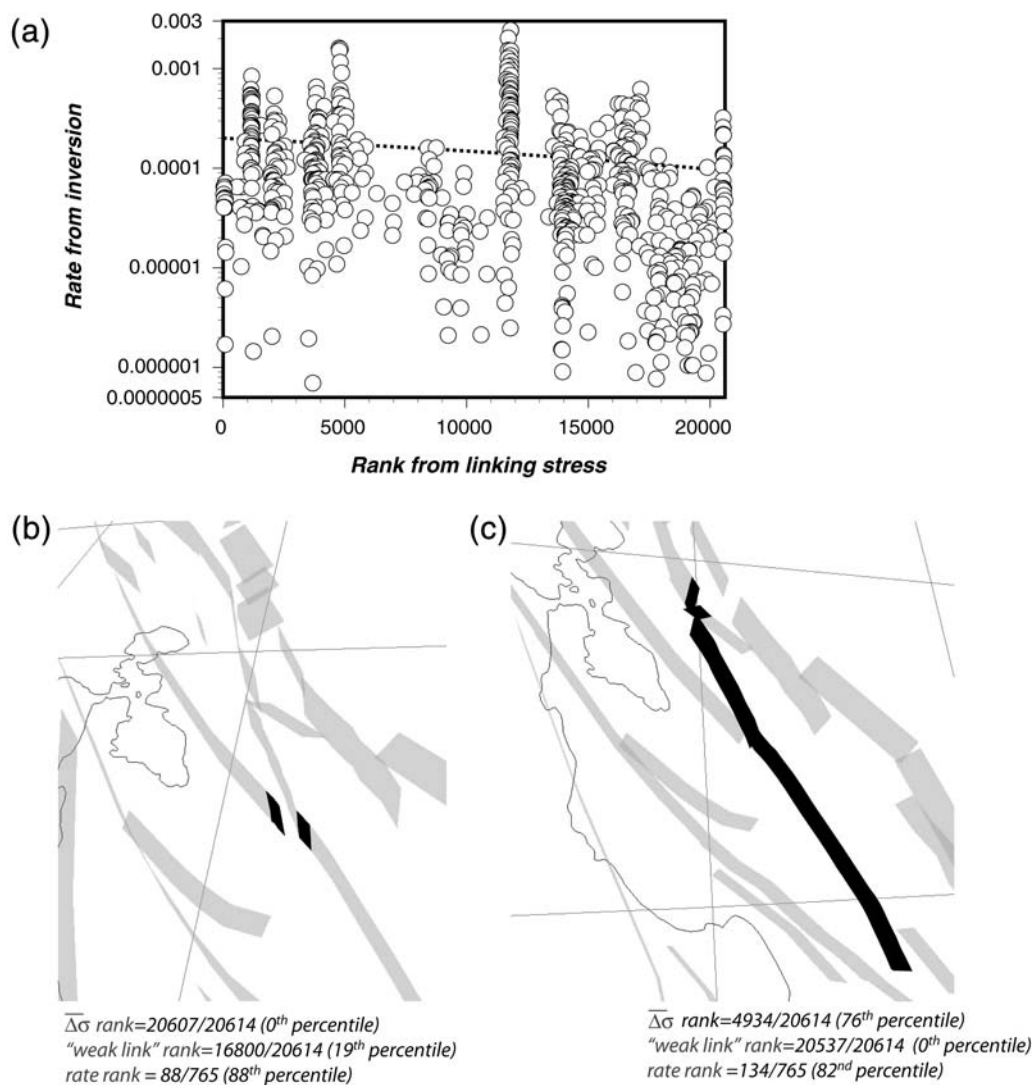 (a)
0.003
0.001
0.0001
0.00001
0.000001
0.0000005
Rate from inversion
0 5000 10000 15000 20000
Rank from linking stress
(b)
(c)
Δσ rank=20607/20614 (0th percentile)
"weak link" rank=16800/20614 (19th percentile)
rate rank = 88/765 (88th percentile)
Δσ rank=4934/20614 (76th percentile)
"weak link" rank=20537/20614 (0th percentile)
rate rank=134/765 (82nd percentile)